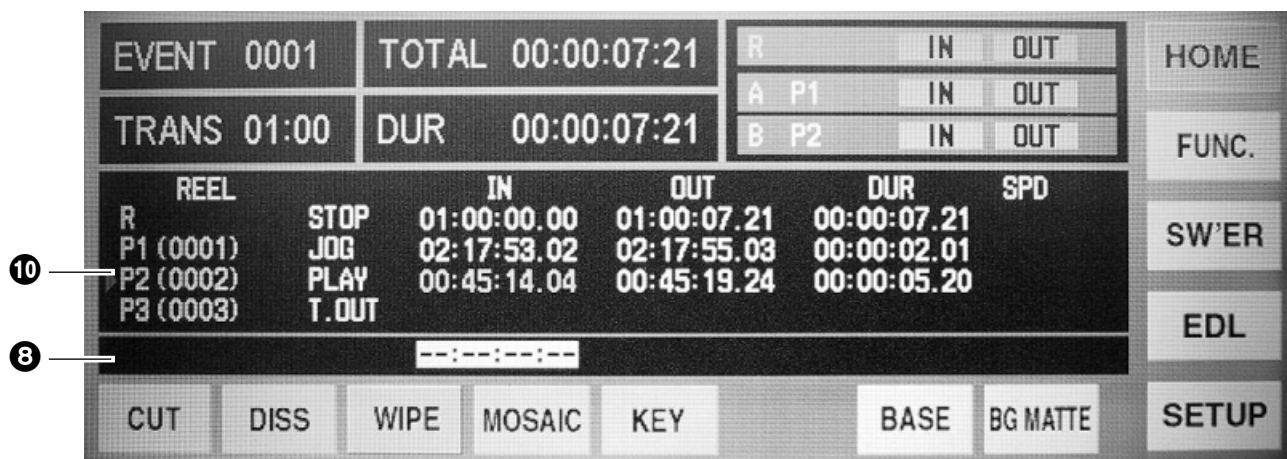 EVENT 0001 TOTAL 00:00:07:21 R IN OUT HOME
A P1 IN OUT
TRANS 01:00 DUR 00:00:07:21 B P2 IN OUT FUNC.
REEL IN OUT DUR SPD
R STOP 01:00:00.00 01:00:07.21 00:00:07.21
P1 (0001) JOG 02:17:53.02 02:17:55.03 00:00:02.01 SW'ER
10 P2 (0002) PLAY 00:45:14.04 00:45:19.24 00:00:05.20
P3 (0003) T.OUT
EDL
8 --:--:--:--
CUT DISS WIPE MOSAIC KEY BASE BG MATTE SETUP